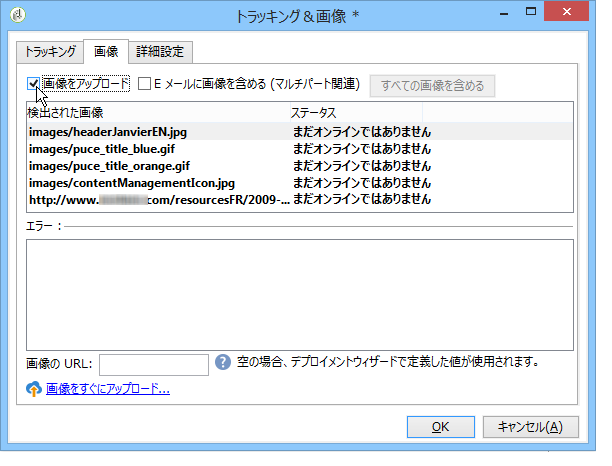 トラッキング＆画像 *
トラッキング 画像 詳細設定
画像をアップロード E メールに画像を含める (マルチパート関連) すべての画像を含める
検出された画像 ステータス
images/headerJanvierEN.jpg まだオンラインではありません
images/puce_title_blue.gif まだオンラインではありません
images/puce_title_orange.gif まだオンラインではありません
images/contentManagementIcon.jpg まだオンラインではありません
http://www. com/resourcesFR/2009-... まだオンラインではありません
エラー：
画像の URL: ? 空の場合、デプロイメントウィザードで定義した値が使用されます。
画像をすぐにアップロード...
OK キャンセル(A)